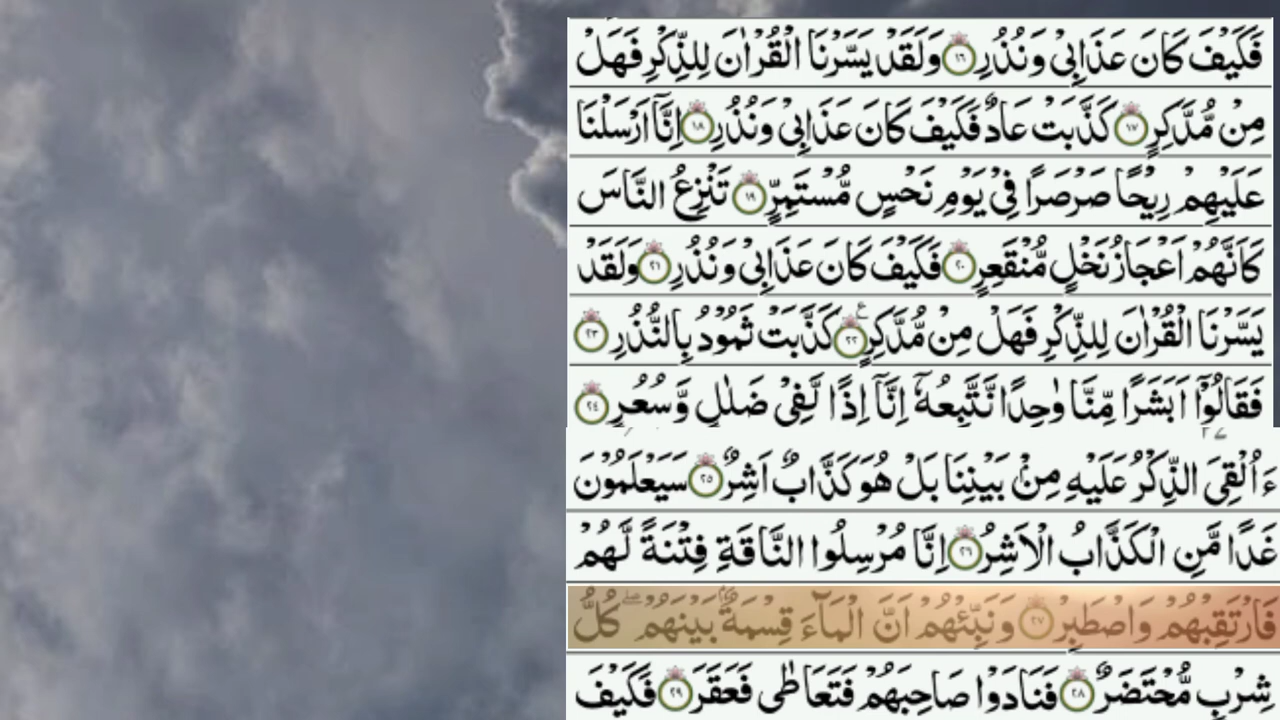 فَكَيْفَ كَانَ عَذَابِيْ وَنُذُرِ ١٦ وَلَقَدْ يَسَّرْنَا الْقُرْاٰنَ لِلذِّكْرِ فَهَلْ
مِنْ مُّدَّكِرٍ ١٧ كَذَّبَتْ عَادٌ فَكَيْفَ كَانَ عَذَابِيْ وَنُذُرِ ١٨ اِنَّاۤ اَرْسَلْنَا
عَلَيْهِمْ رِيْحًا صَرْصَرًا فِيْ يَوْمِ نَحْسٍ مُّسْتَمِرٍّ ١٩ تَنْزِعُ النَّاسَ
كَاَنَّهُمْ اَعْجَازُ نَخْلٍ مُّنْقَعِرٍ ٢٠ فَكَيْفَ كَانَ عَذَابِيْ وَنُذُرِ ٢١ وَلَقَدْ
يَسَّرْنَا الْقُرْاٰنَ لِلذِّكْرِ فَهَلْ مِنْ مُّدَّكِرٍ ٢٢ ع كَذَّبَتْ ثَمُوْدُ بِالنُّذُرِ ٢٣
فَقَالُوْۤا اَبَشَرًا مِّنَّا وٰحِدًا نَّتَّبِعُهٗۤ اِنَّاۤ اِذًا لَّفِيْ ضَلٰلٍ وَّسُعُرٍ ٢٤
ءَاُلْقِيَ الذِّكْرُ عَلَيْهِ مِنْۢ بَيْنِنَا بَلْ هُوَ كَذَّابٌ اَشِرٌ ٢٥ سَيَعْلَمُوْنَ
غَدًا مَّنِ الْكَذَّابُ الْاَشِرُ ٢٦ اِنَّا مُرْسِلُوا النَّاقَةِ فِتْنَةً لَّهُمْ
فَارْتَقِبْهُمْ وَاصْطَبِرْ ٢٧ وَنَبِّئْهُمْ اَنَّ الْمَآءَ قِسْمَةٌۢ بَيْنَهُمْ ۖ كُلُّ
شِرْبٍ مُّحْتَضَرٌ ٢٨ فَنَادَوْا صَاحِبَهُمْ فَتَعَاطٰى فَعَقَرَ ٢٩ فَكَيْفَ